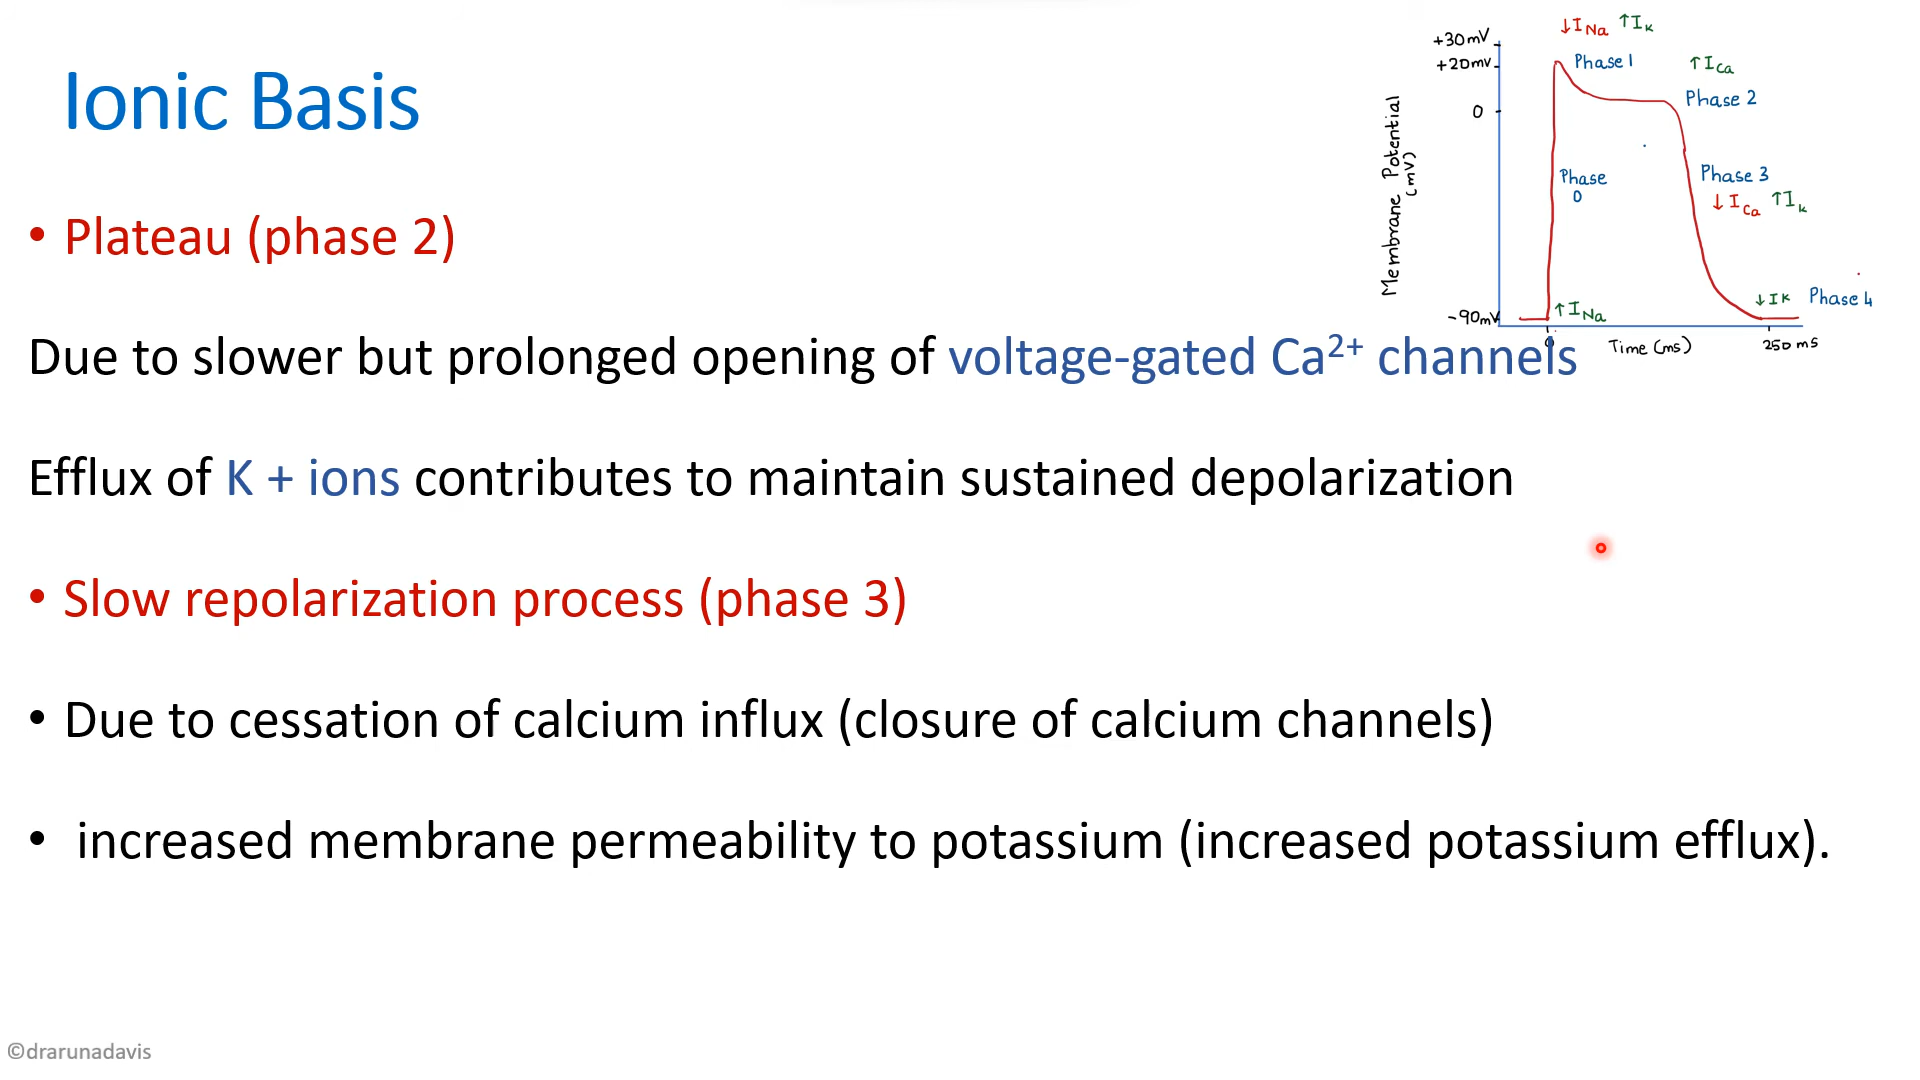 Ionic Basis
• Plateau (phase 2)
Due to slower but prolonged opening of voltage-gated Ca²⁺ channels
Efflux of K + ions contributes to maintain sustained depolarization
• Slow repolarization process (phase 3)
• Due to cessation of calcium influx (closure of calcium channels)
• increased membrane permeability to potassium (increased potassium efflux).
↓INa ↑IK
+30mV
+20mV
Phase 1
↑ICa
Phase 2
0
Membrane Potential
(mV)
Phase
0
Phase 3
↓ICa ↑IK
-90mV
↑INa
↓IK Phase 4
0
Time (ms)
250 ms
©drarunadavis